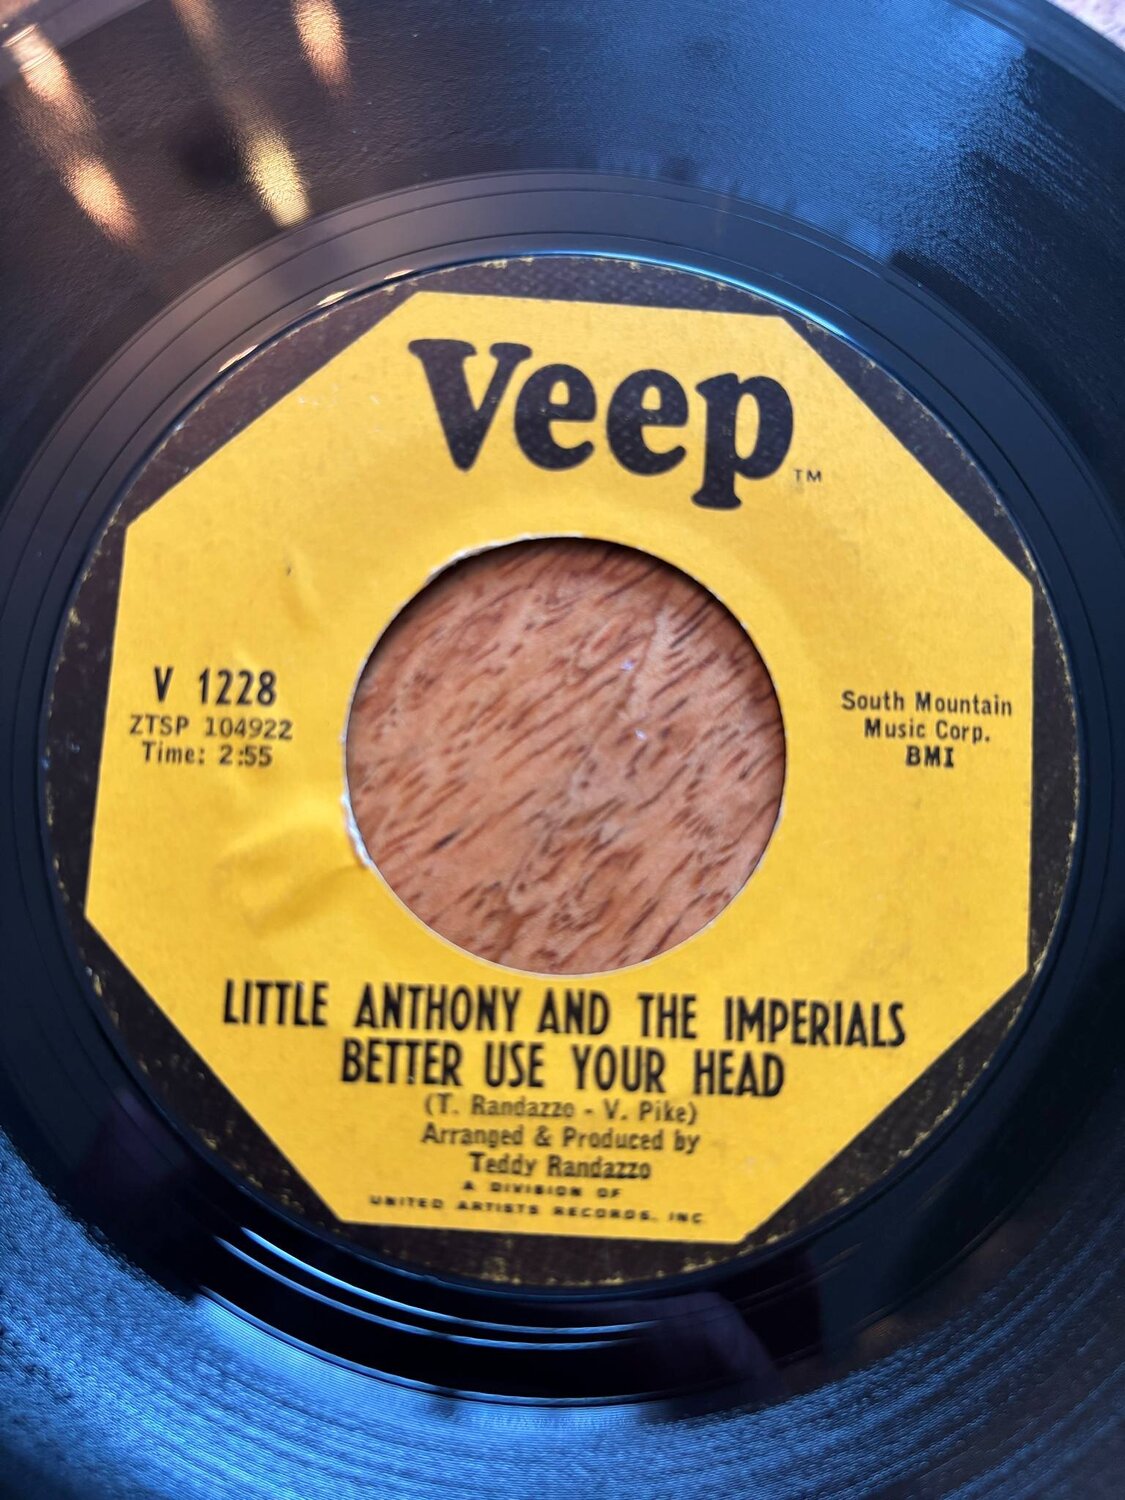 Veep
TM
V 1228
ZTSP 104922
Time: 2:55
South Mountain
Music Corp.
BMI
LITTLE ANTHONY AND THE IMPERIALS
BETTER USE YOUR HEAD
(T. Randazzo - V. Pike)
Arranged & Produced by
Teddy Randazzo
A DIVISION OF
UNITED ARTISTS RECORDS, INC